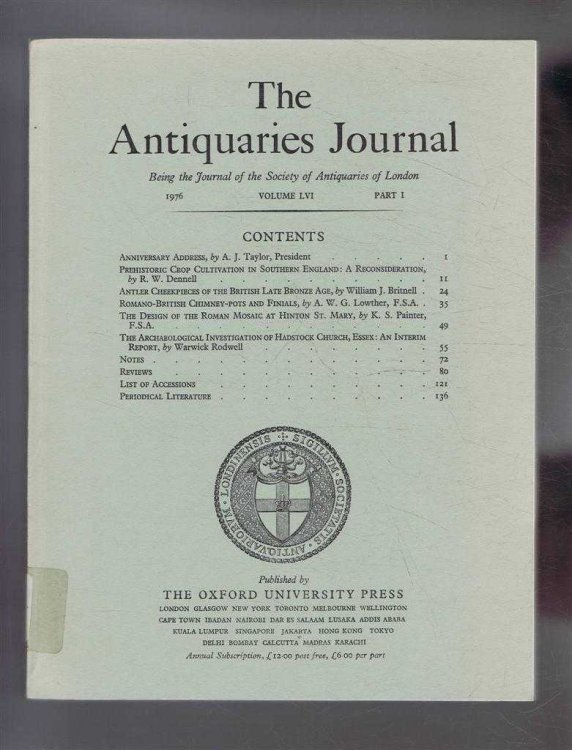 The
Antiquaries Journal
Being the Journal of the Society of Antiquaries of London
1976 VOLUME LVI PART I
CONTENTS
ANNIVERSARY ADDRESS, by A. J. Taylor, President . . . . . 1
PREHISTORIC CROP CULTIVATION IN SOUTHERN ENGLAND: A RECONSIDERATION,
by R. W. Dennell . . . . . . . . . 11
ANTLER CHEEKPIECES OF THE BRITISH LATE BRONZE AGE, by William J. Britnell . 24
ROMANO-BRITISH CHIMNEY-POTS AND FINIALS, by A. W. G. Lowther, F.S.A. . 35
THE DESIGN OF THE ROMAN MOSAIC AT HINTON ST. MARY, by K. S. Painter,
F.S.A. . . . . . . . . . . 49
THE ARCHAEOLOGICAL INVESTIGATION OF HADSTOCK CHURCH, ESSEX: AN INTERIM
REPORT, by Warwick Rodwell . . . . . . . 55
NOTES . . . . . . . . . . 72
REVIEWS . . . . . . . . . . 80
LIST OF ACCESSIONS . . . . . . . . 121
PERIODICAL LITERATURE . . . . . . . . 136
SIGILLVM · SOCIETATIS · ANTIQVARIORVM · LONDINENSIS
Published by
THE OXFORD UNIVERSITY PRESS
LONDON GLASGOW NEW YORK TORONTO MELBOURNE WELLINGTON
CAPE TOWN IBADAN NAIROBI DAR ES SALAAM LUSAKA ADDIS ABABA
KUALA LUMPUR SINGAPORE JAKARTA HONG KONG TOKYO
DELHI BOMBAY CALCUTTA MADRAS KARACHI
Annual Subscription, £12·00 post free, £6·00 per part